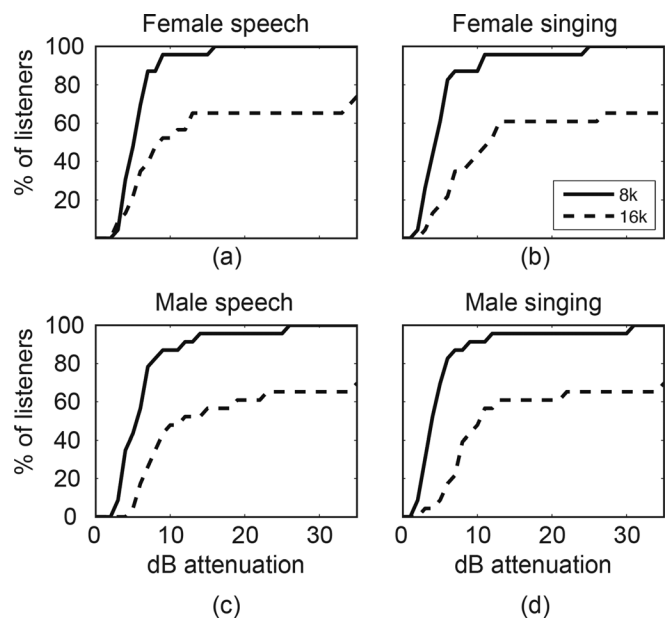 Female speech
Female singing
% of listeners
100
80
60
40
20
8k
16k
(a)
(b)
Male speech
Male singing
% of listeners
100
80
60
40
20
0
0 10 20 30
0 10 20 30
dB attenuation
dB attenuation
(c)
(d)